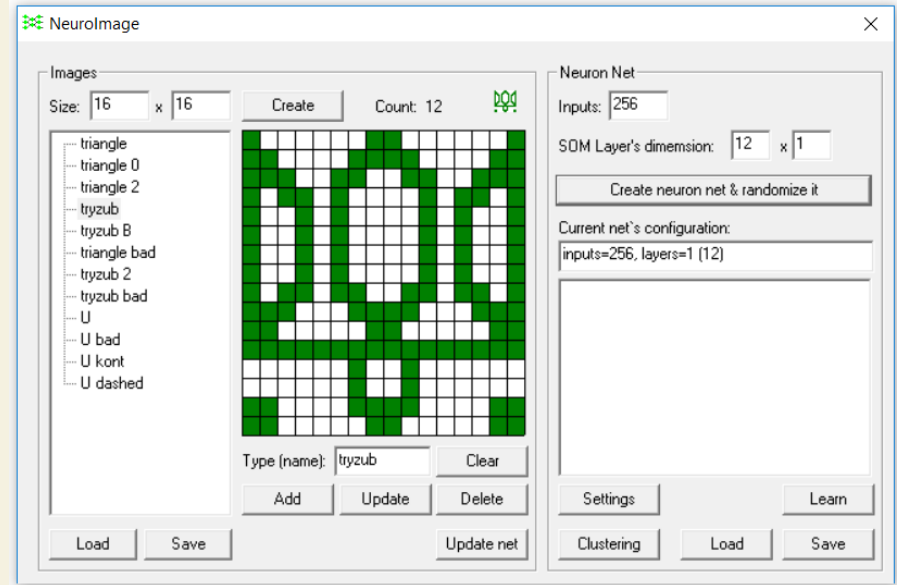 NeuroImage
Images
Size: 16 x 16 Create Count: 12
triangle
triangle 0
triangle 2
tryzub
tryzub B
triangle bad
tryzub 2
tryzub bad
U
U bad
U kont
U dashed
Type (name): tryzub Clear
Add Update Delete
Load Save Update net
Neuron Net
Inputs: 256
SOM Layer's dimemsion: 12 x 1
Create neuron net & randomize it
Current net`s configuration:
inputs=256, layers=1 (12)
Settings Learn
Clustering Load Save